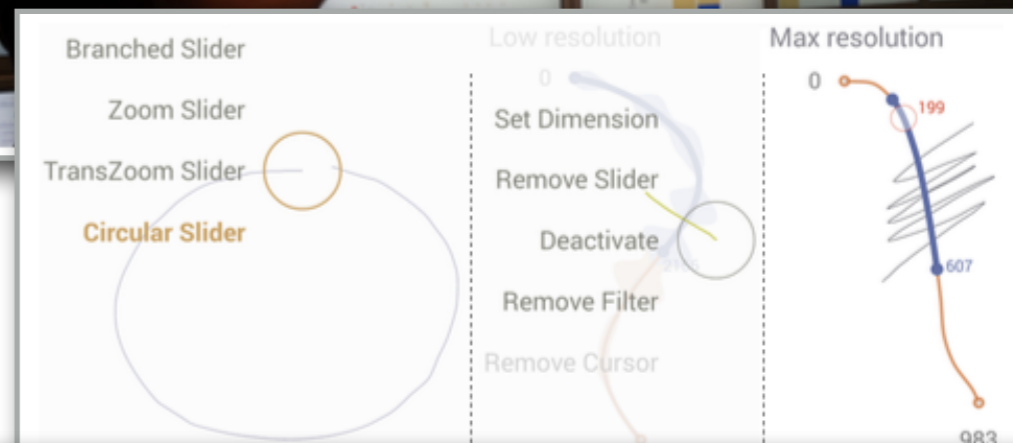 Branched Slider
Zoom Slider
TransZoom Slider
Circular Slider
Low resolution
0
Set Dimension
Remove Slider
Deactivate
Remove Filter
Remove Cursor
Max resolution
0
199
607
983